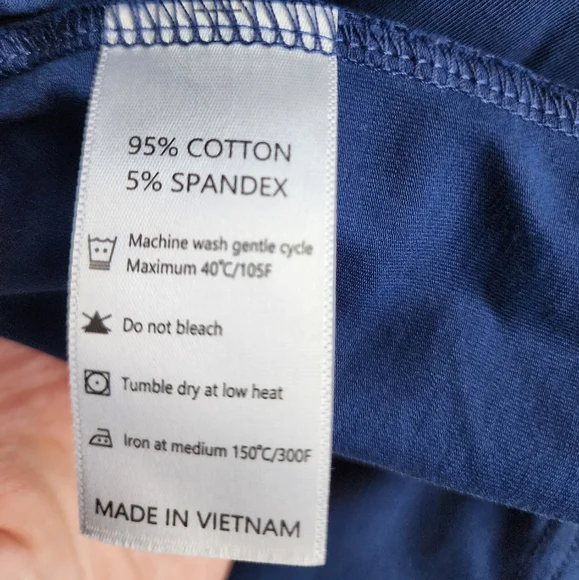 95% COTTON
5% SPANDEX
Machine wash gentle cycle
Maximum 40°C/105F
Do not bleach
Tumble dry at low heat
Iron at medium 150°C/300F
MADE IN VIETNAM